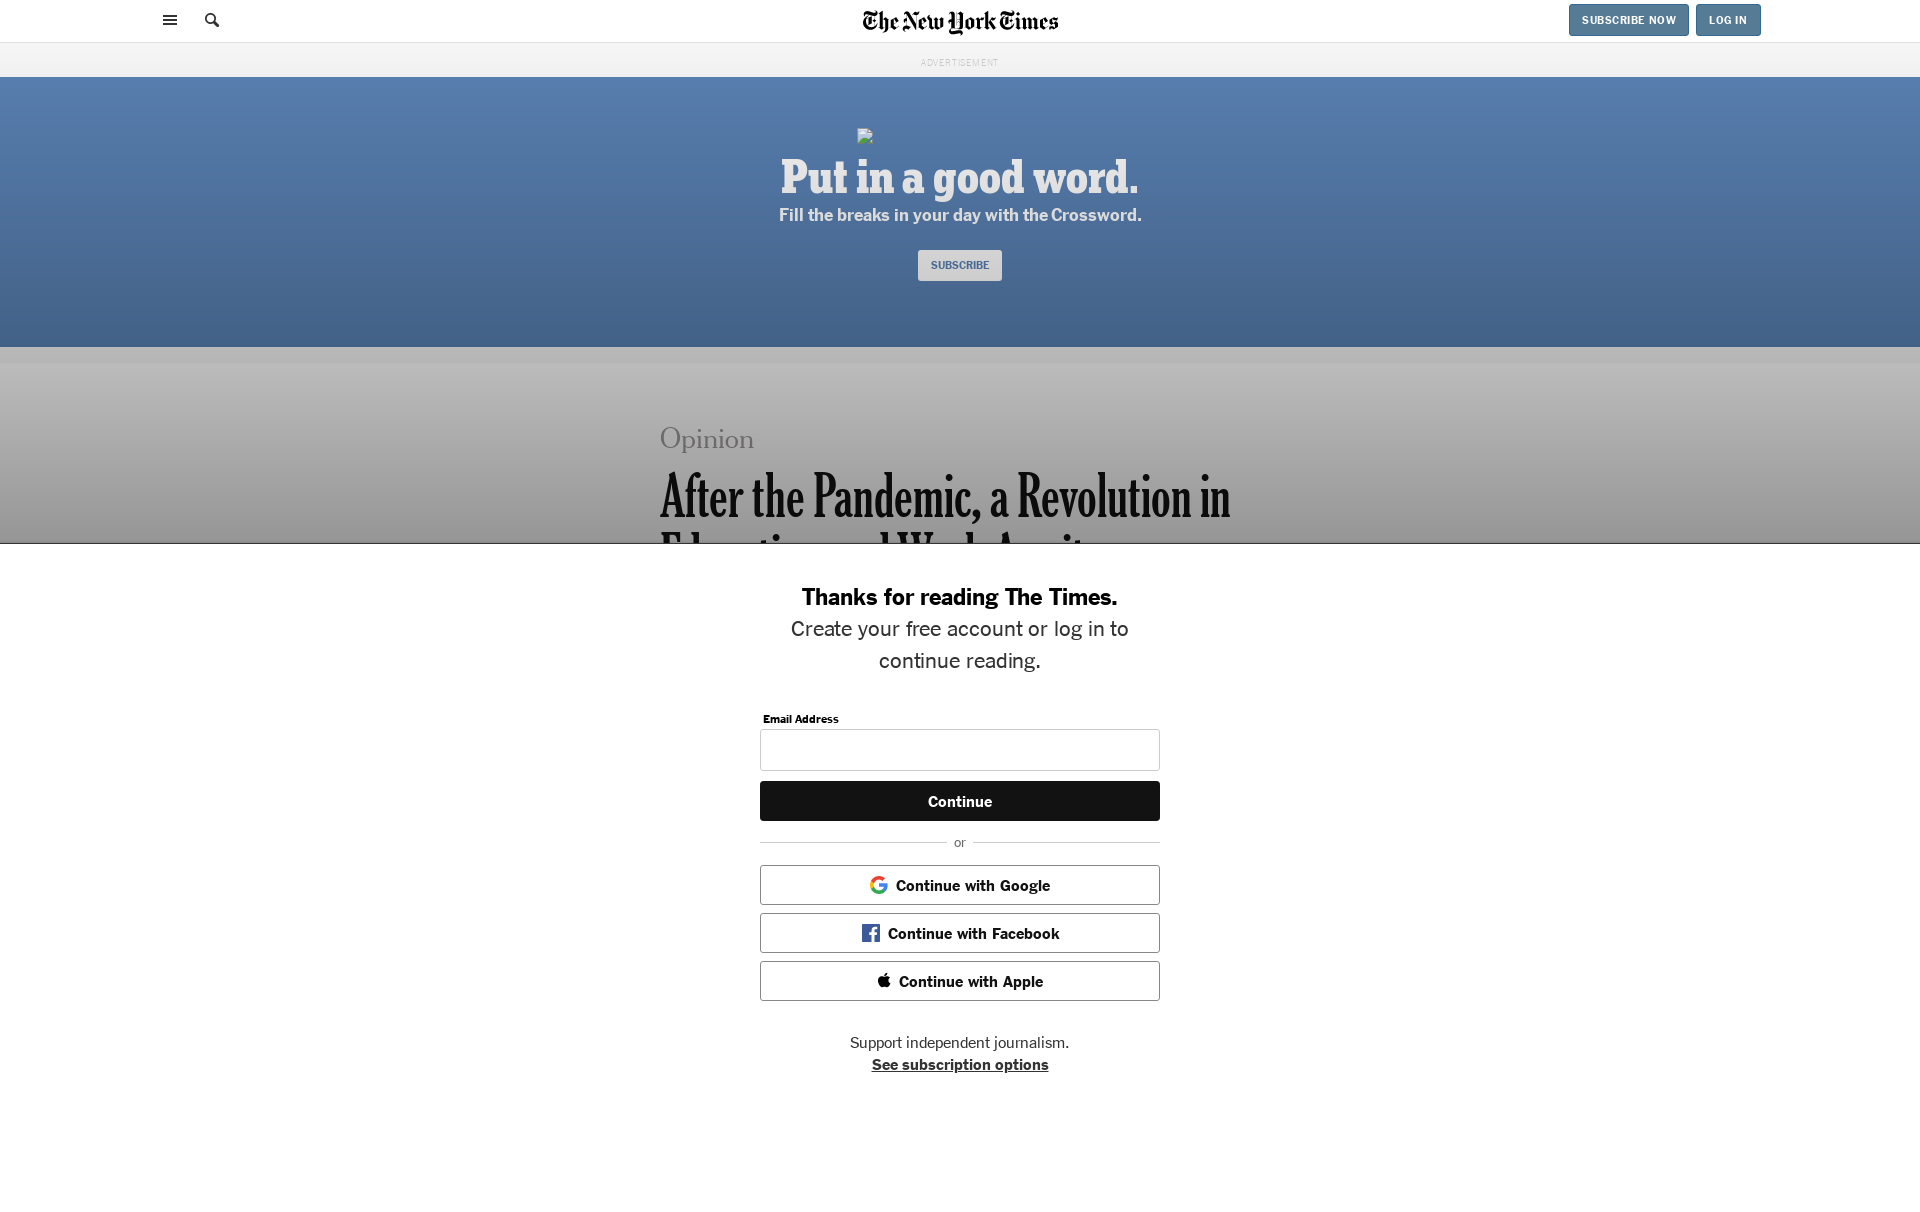 The New York Times
SUBSCRIBE NOW
LOG IN
ADVERTISEMENT
Put in a good word.
Fill the breaks in your day with the Crossword.
SUBSCRIBE
Opinion
After the Pandemic, a Revolution in
Thanks for reading The Times.
Create your free account or log in to
continue reading.
Email Address
Continue
or
Continue with Google
Continue with Facebook
Continue with Apple
Support independent journalism.
See subscription options